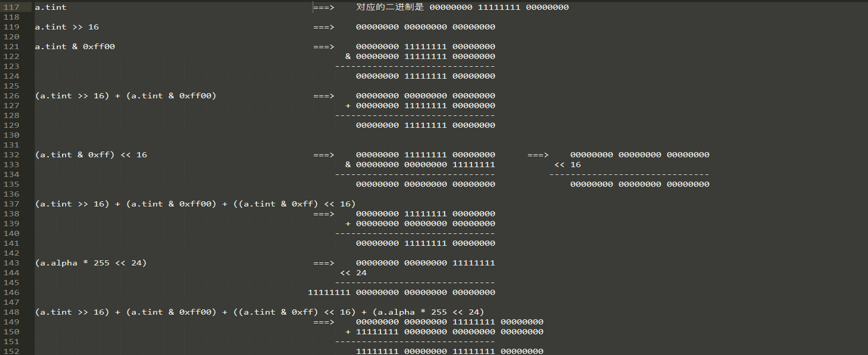 117 a.tint ===> 对应的二进制是 00000000 11111111 00000000
118
119 a.tint >> 16 ===> 00000000 00000000 00000000
120
121 a.tint & 0xff00 ===> 00000000 11111111 00000000
122 & 00000000 11111111 00000000
123 ------------------------------
124 00000000 11111111 00000000
125
126 (a.tint >> 16) + (a.tint & 0xff00) ===> 00000000 00000000 00000000
127 + 00000000 11111111 00000000
128 ------------------------------
129 00000000 11111111 00000000
130
131
132 (a.tint & 0xff) << 16 ===> 00000000 11111111 00000000 ===> 00000000 00000000 00000000
133 & 00000000 00000000 11111111 << 16
134 ------------------------------ ------------------------------
135 00000000 00000000 00000000 00000000 00000000 00000000
136
137 (a.tint >> 16) + (a.tint & 0xff00) + ((a.tint & 0xff) << 16)
138 ===> 00000000 11111111 00000000
139 + 00000000 00000000 00000000
140 ------------------------------
141 00000000 11111111 00000000
142
143 (a.alpha * 255 << 24) ===> 00000000 00000000 11111111
144 << 24
145 ------------------------------
146 11111111 00000000 00000000 00000000
147
148 (a.tint >> 16) + (a.tint & 0xff00) + ((a.tint & 0xff) << 16) + (a.alpha * 255 << 24)
149 ===> 00000000 00000000 11111111 00000000
150 + 11111111 00000000 00000000 00000000
151 ------------------------------
152 11111111 00000000 11111111 00000000